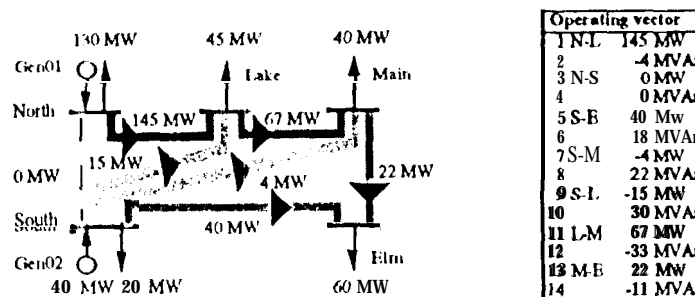 130 MW 45 MW 40 MW
Gen01 Lake Main
North
145 MW 67 MW
15 MW
0 MW 4 MW 22 MW
South
40 MW
Gen02 Elm
40 MW 20 MW 60 MW
Operating vector
1 N-L 145 MW
2 -4 MVAr
3 N-S 0 MW
4 0 MVAr
5 S-E 40 Mw
6 18 MVAr
7 S-M -4 MW
8 22 MVAr
9 S-L -15 MW
10 30 MVAr
11 L-M 67 MW
12 -33 MVAr
13 M-E 22 Mw
14 -11 MVA